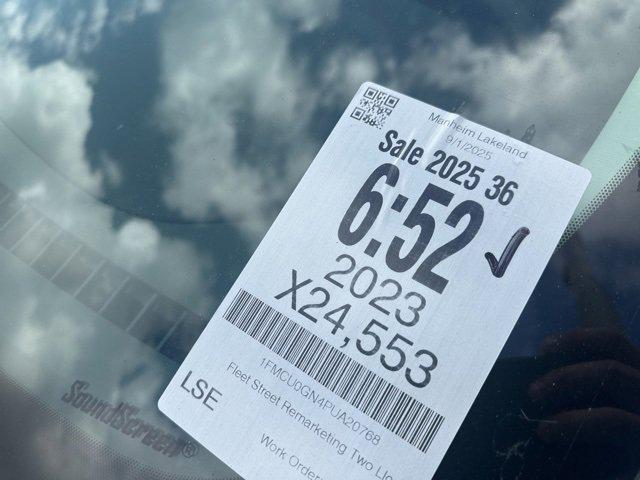 Manheim Lakeland
9/1/2025
Sale 2025 36
6:52 ✓
2023
X24,553
1FMCU0GN4PUA20768
Fleet Street Remarketing Two Llc
LSE
Work Order
SoundScreen®